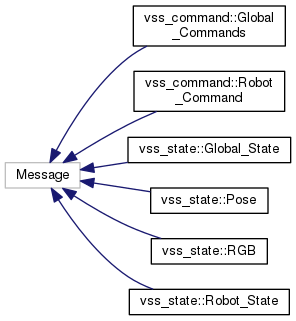 vss_command::Global
_Commands
vss_command::Robot
_Command
vss_state::Global_State
Message
vss_state::Pose
vss_state::RGB
vss_state::Robot_State